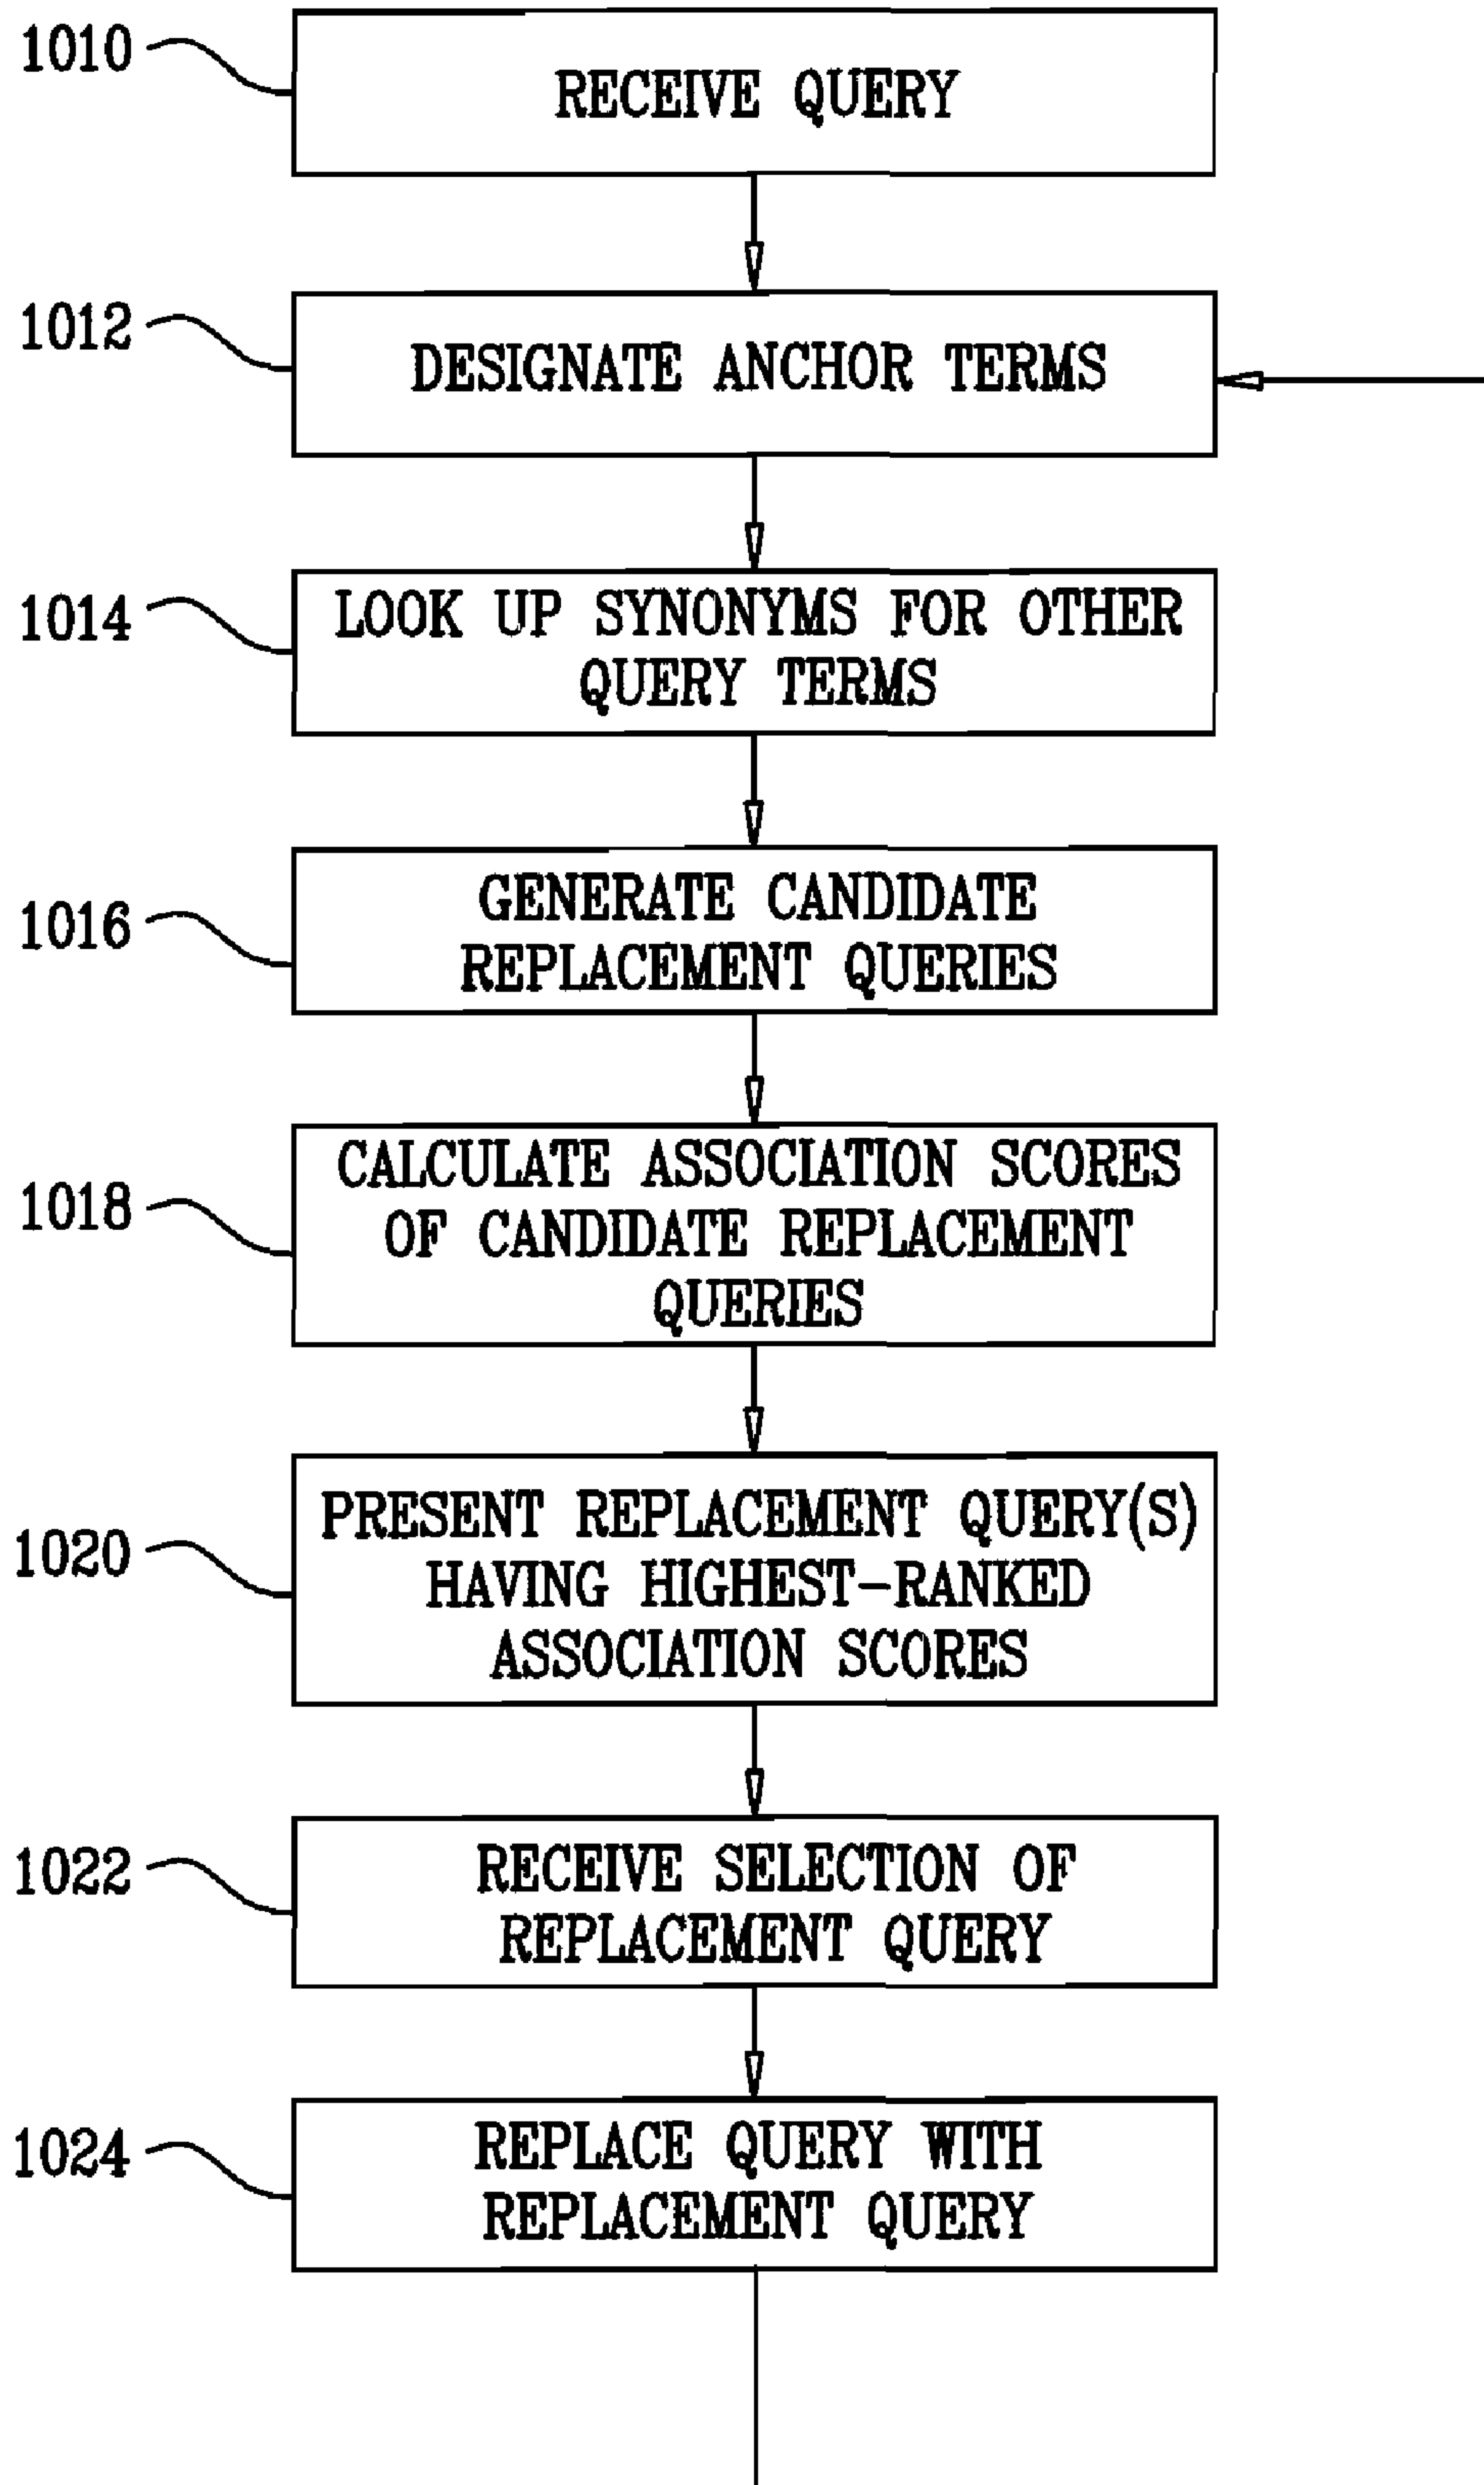 1010
RECEIVE QUERY
1012
DESIGNATE ANCHOR TERMS
1014
LOOK UP SYNONYMS FOR OTHER
QUERY TERMS
1016
GENERATE CANDIDATE
REPLACEMENT QUERIES
1018
CALCULATE ASSOCIATION SCORES
OF CANDIDATE REPLACEMENT
QUERIES
1020
PRESENT REPLACEMENT QUERY(S)
HAVING HIGHEST-RANKED
ASSOCIATION SCORES
1022
RECEIVE SELECTION OF
REPLACEMENT QUERY
1024
REPLACE QUERY WITH
REPLACEMENT QUERY